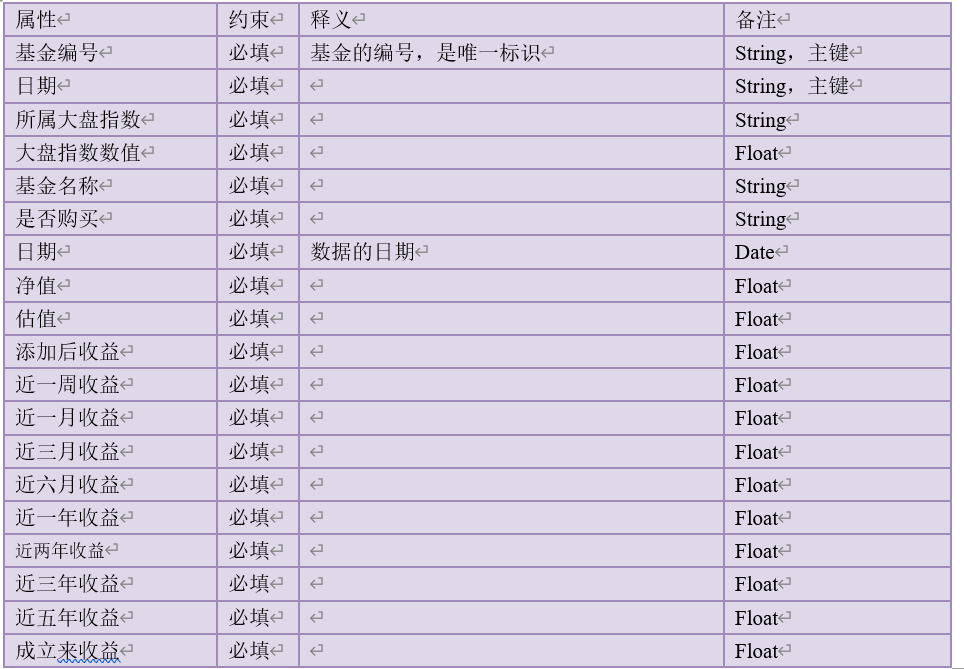 属性 约束 释义 备注
基金编号 必填 基金的编号，是唯一标识 String，主键
日期 必填 String，主键
所属大盘指数 必填 String
大盘指数数值 必填 Float
基金名称 必填 String
是否购买 必填 String
日期 必填 数据的日期 Date
净值 必填 Float
估值 必填 Float
添加后收益 必填 Float
近一周收益 必填 Float
近一月收益 必填 Float
近三月收益 必填 Float
近六月收益 必填 Float
近一年收益 必填 Float
近两年收益 必填 Float
近三年收益 必填 Float
近五年收益 必填 Float
成立来收益 必填 Float